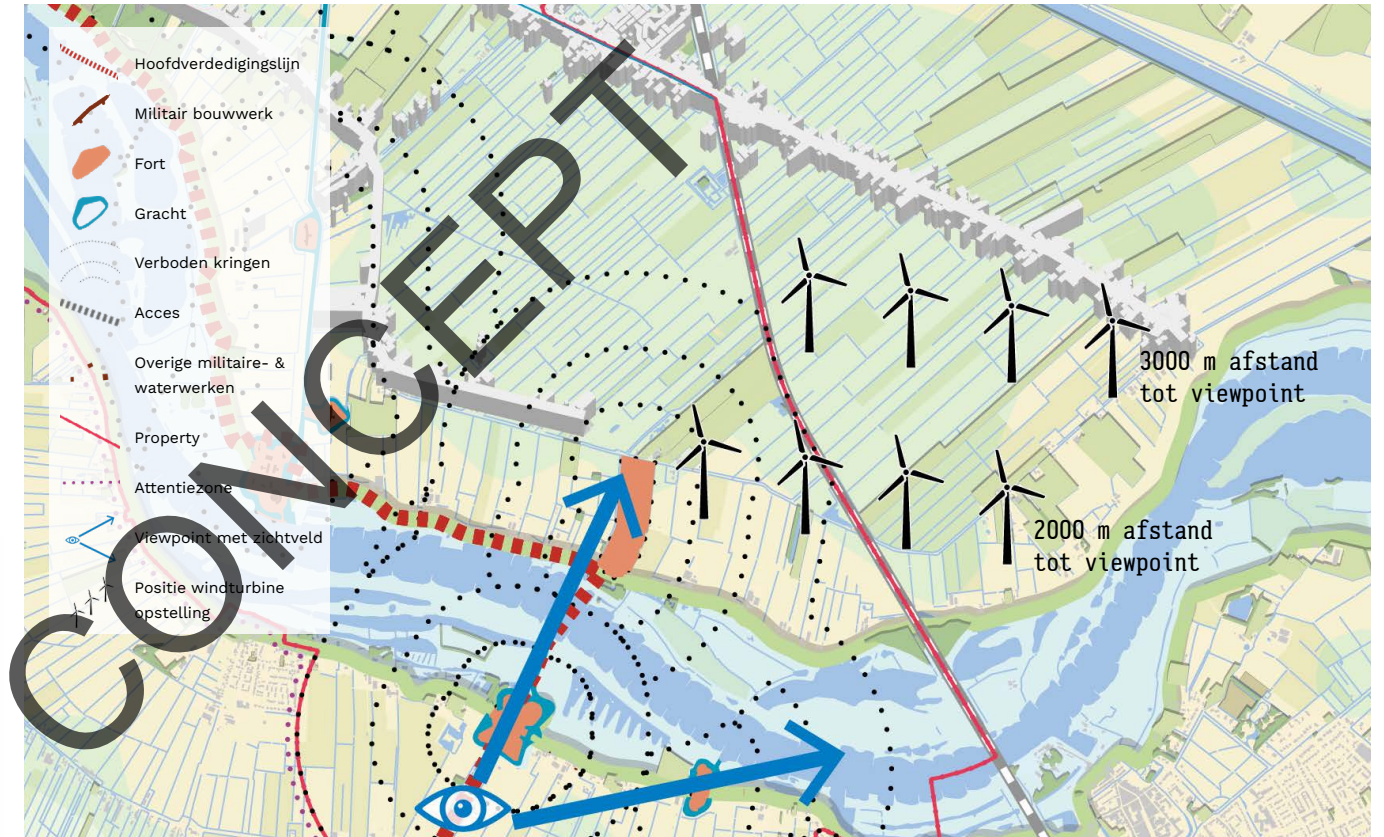 Hoofdverdedigingslijn
Militair bouwwerk
Fort
Gracht
Verboden kringen
Acces
Overige militaire- &
waterwerken
Property
Attentiezone
Viewpoint met zichtveld
Positie windturbine
opstelling
CONCEPT
3000 m afstand
tot viewpoint
2000 m afstand
tot viewpoint